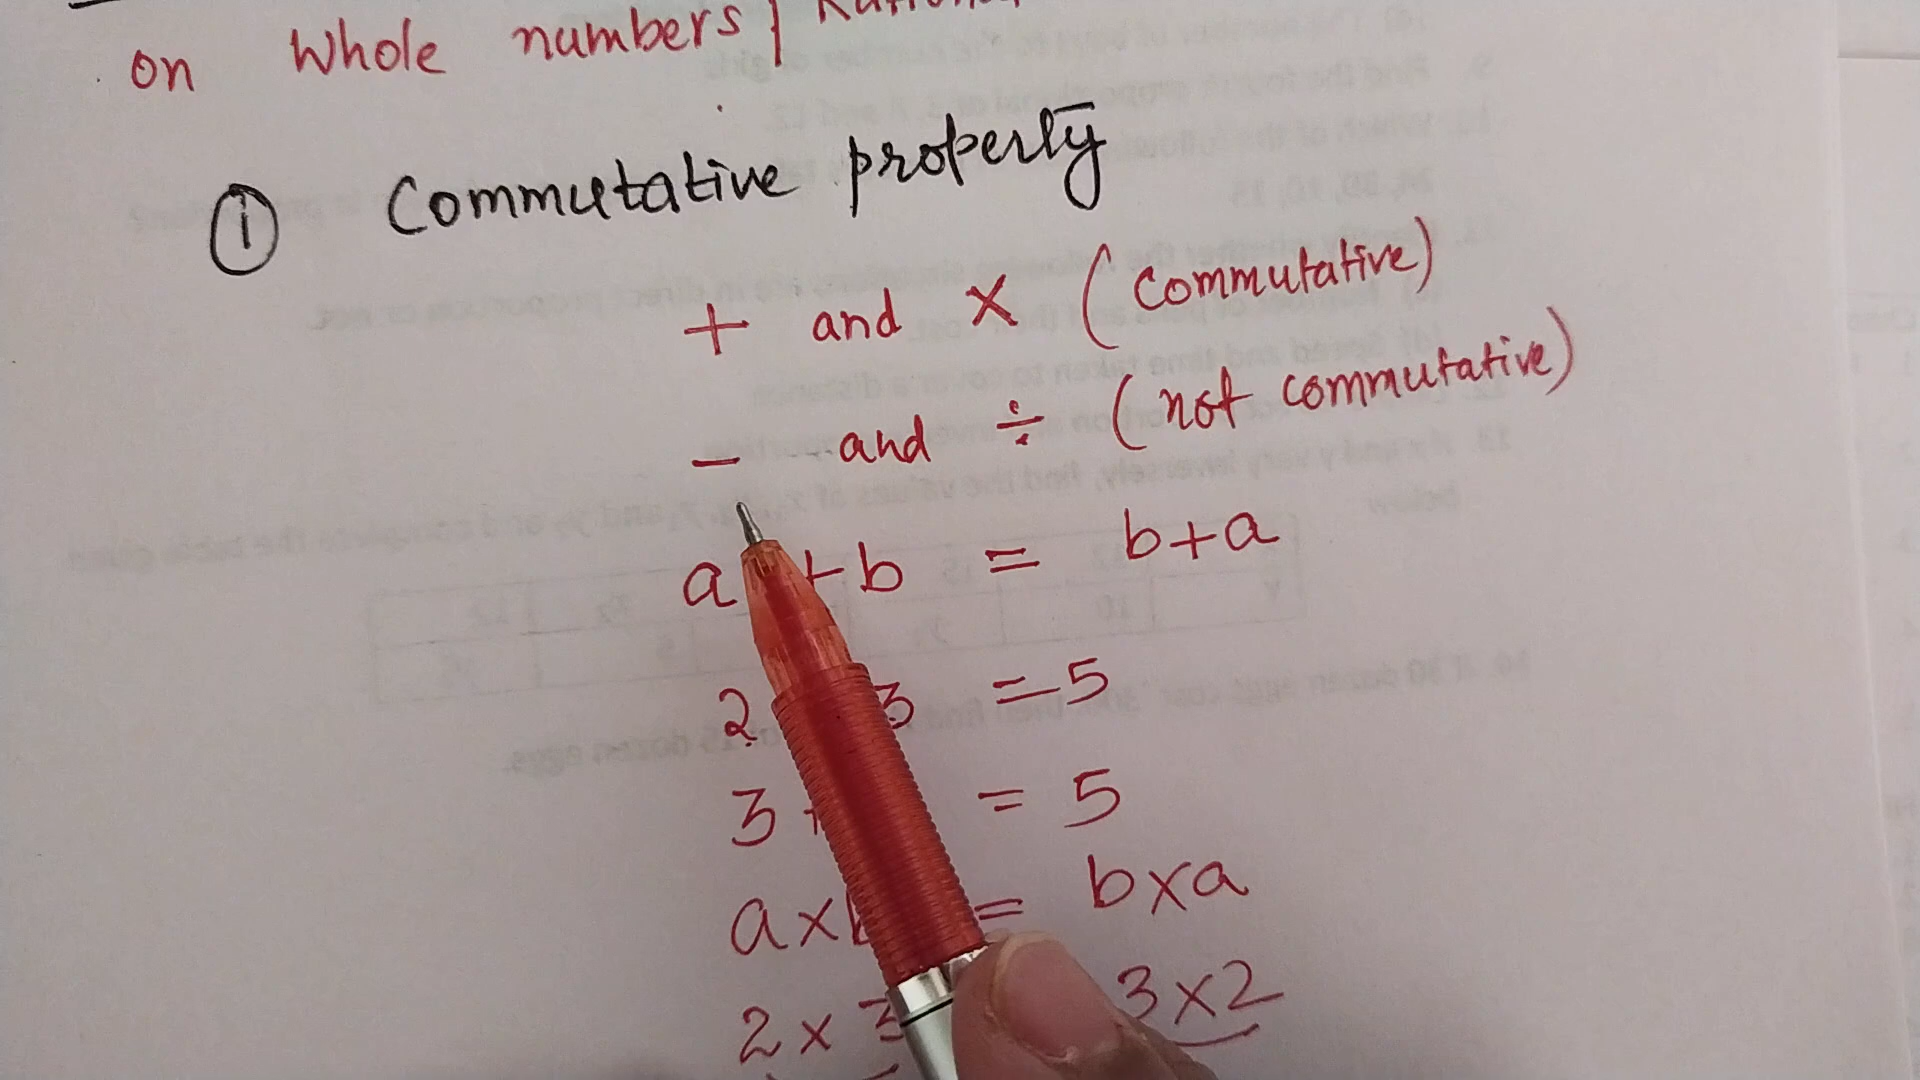 on Whole numbers |
① Commutative property
+ and × (commutative)
− and ÷ (not commutative)
a + b = b + a
2 3 = 5
3 + = 5
a × b = b × a
2 × 3 3 × 2